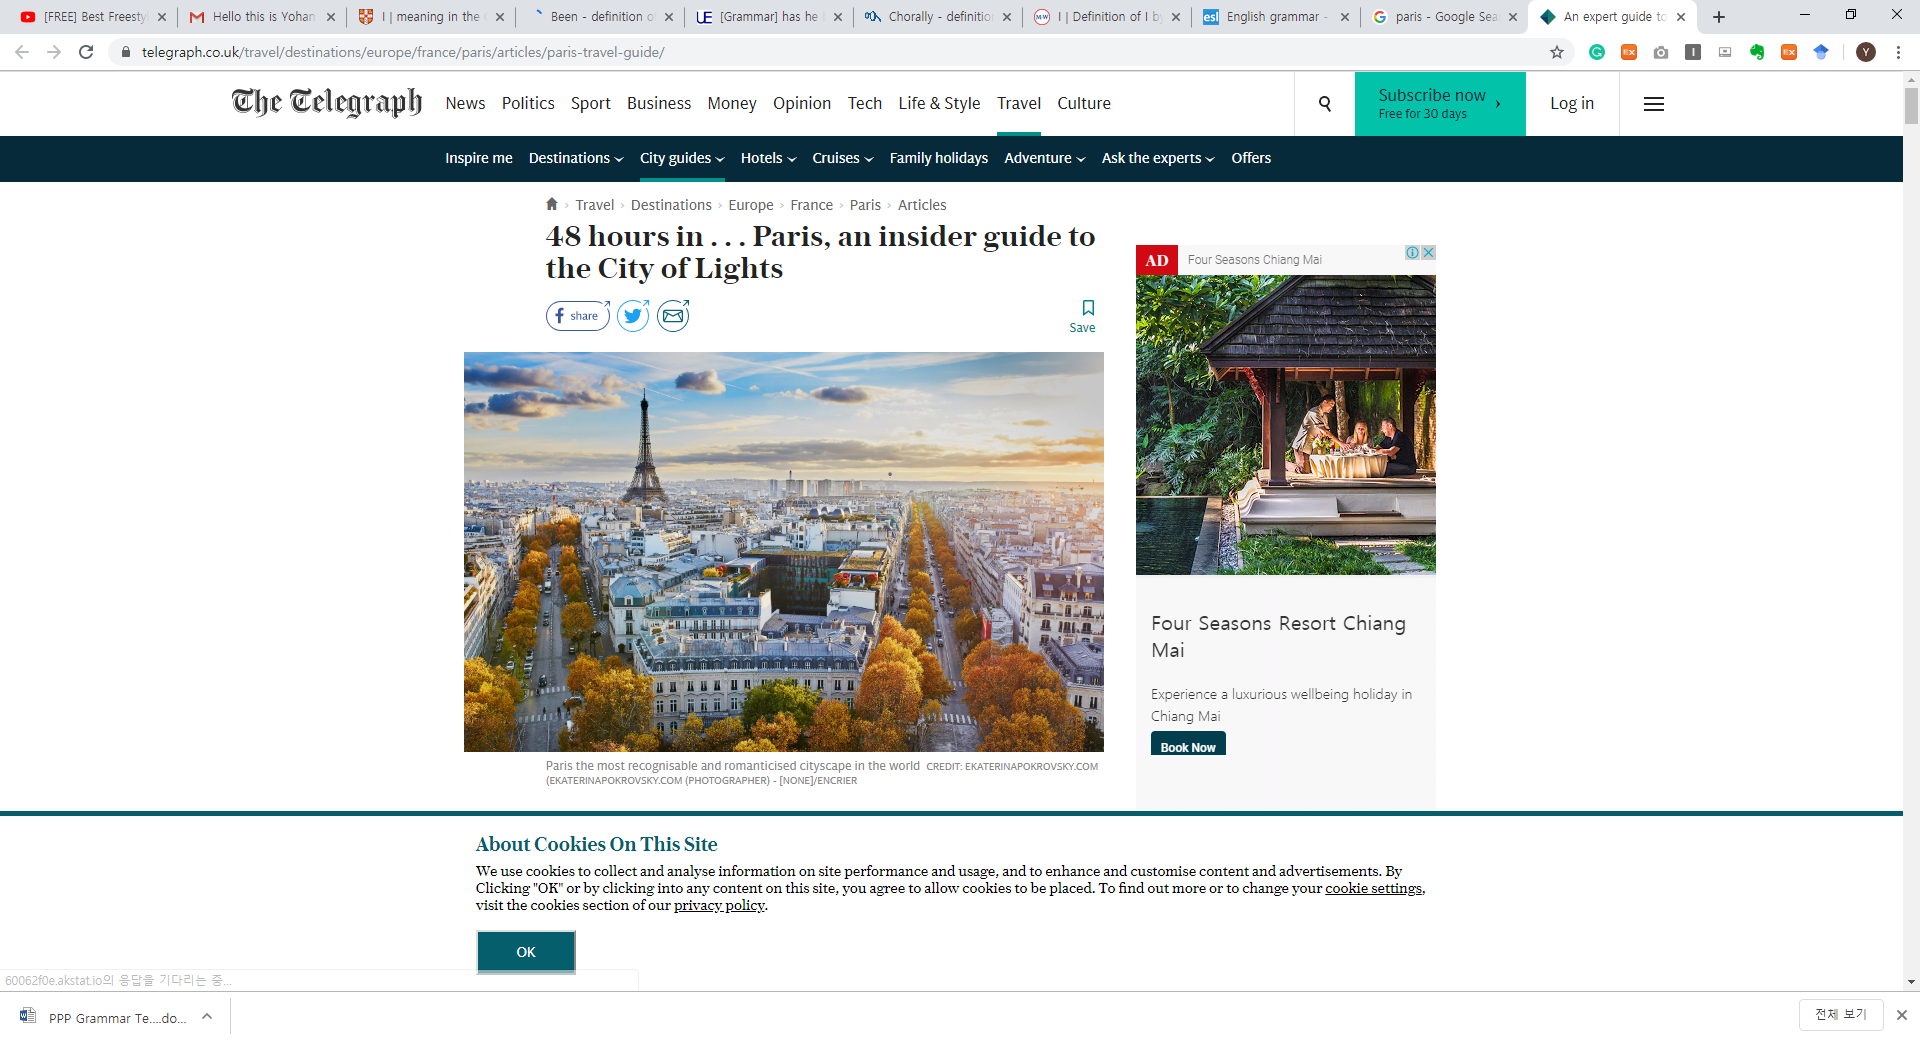 [FREE] Best Freesty
Hello this is Yohan
I | meaning in the
Been - definition o
[Grammar] has he
Chorally - definitio
I | Definition of I by
English grammar -
paris - Google Sea
An expert guide to
telegraph.co.uk/travel/destinations/europe/france/paris/articles/paris-travel-guide/
The Telegraph
News Politics Sport Business Money Opinion Tech Life & Style Travel Culture
Subscribe now ›
Free for 30 days
Log in
Inspire me Destinations City guides Hotels Cruises Family holidays Adventure Ask the experts Offers
Travel › Destinations › Europe › France › Paris › Articles
48 hours in . . . Paris, an insider guide to
the City of Lights
share
Save
AD Four Seasons Chiang Mai
Paris the most recognisable and romanticised cityscape in the world CREDIT: EKATERINAPOKROVSKY.COM
(EKATERINAPOKROVSKY.COM (PHOTOGRAPHER) - [NONE]/ENCRIER
Four Seasons Resort Chiang
Mai
Experience a luxurious wellbeing holiday in
Chiang Mai
Book Now
About Cookies On This Site
We use cookies to collect and analyse information on site performance and usage, and to enhance and customise content and advertisements. By
Clicking "OK" or by clicking into any content on this site, you agree to allow cookies to be placed. To find out more or to change your cookie settings,
visit the cookies section of our privacy policy.
OK
60062f0e.akstat.io의 응답을 기다리는 중...
PPP Grammar Te....do...
전체 보기